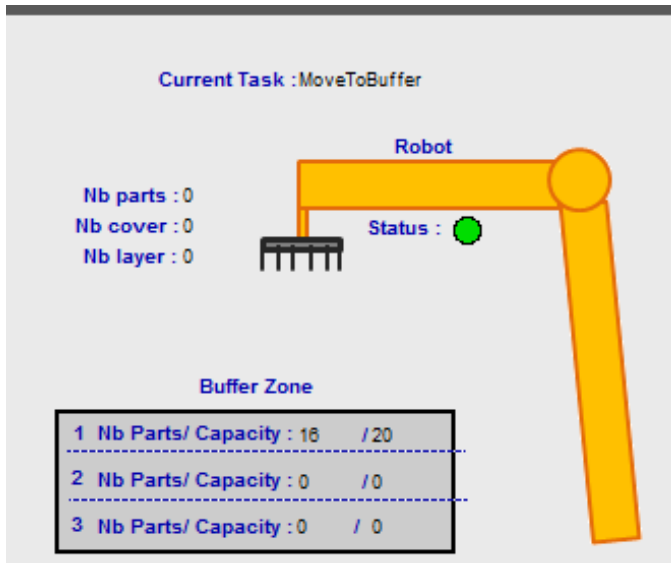 Current Task :MoveToBuffer
Robot
Nb parts : 0
Nb cover : 0
Status :
Nb layer : 0
Buffer Zone
1 Nb Parts/ Capacity : 16 / 20
2 Nb Parts/ Capacity : 0 / 0
3 Nb Parts/ Capacity : 0 / 0